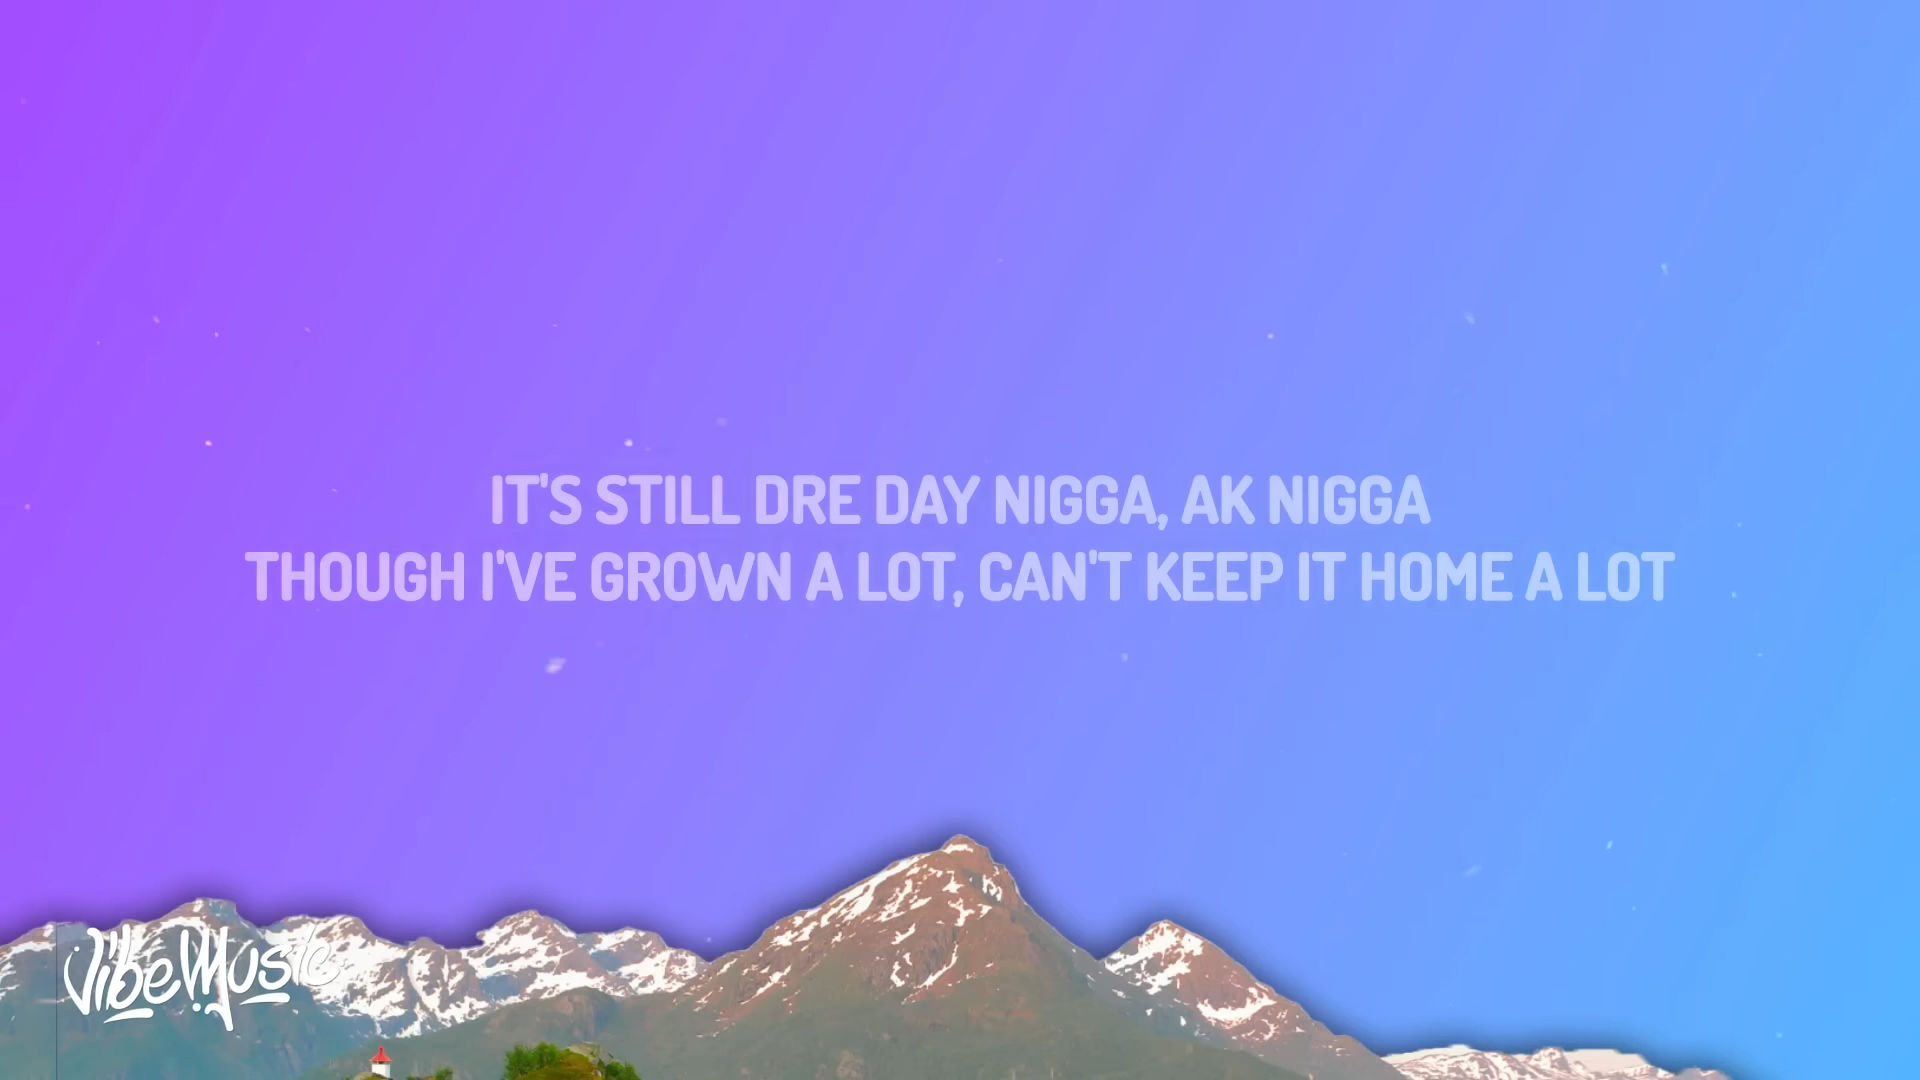 IT'S STILL DRE DAY NIGGA, AK NIGGA
THOUGH I'VE GROWN A LOT, CAN'T KEEP IT HOME A LOT
VibeMusic